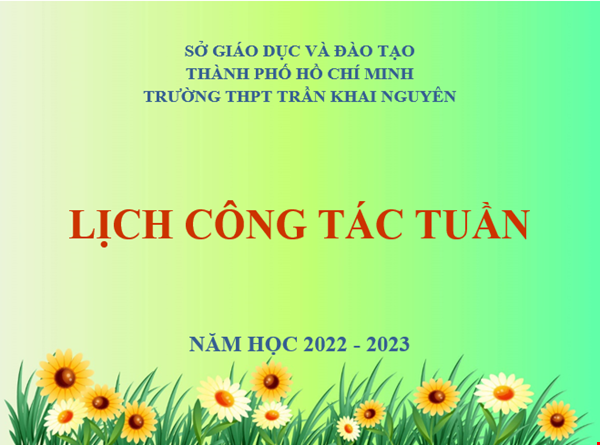 SỞ GIÁO DỤC VÀ ĐÀO TẠO
THÀNH PHỐ HỒ CHÍ MINH
TRƯỜNG THPT TRẦN KHAI NGUYÊN
LỊCH CÔNG TÁC TUẦN
NĂM HỌC 2022 - 2023